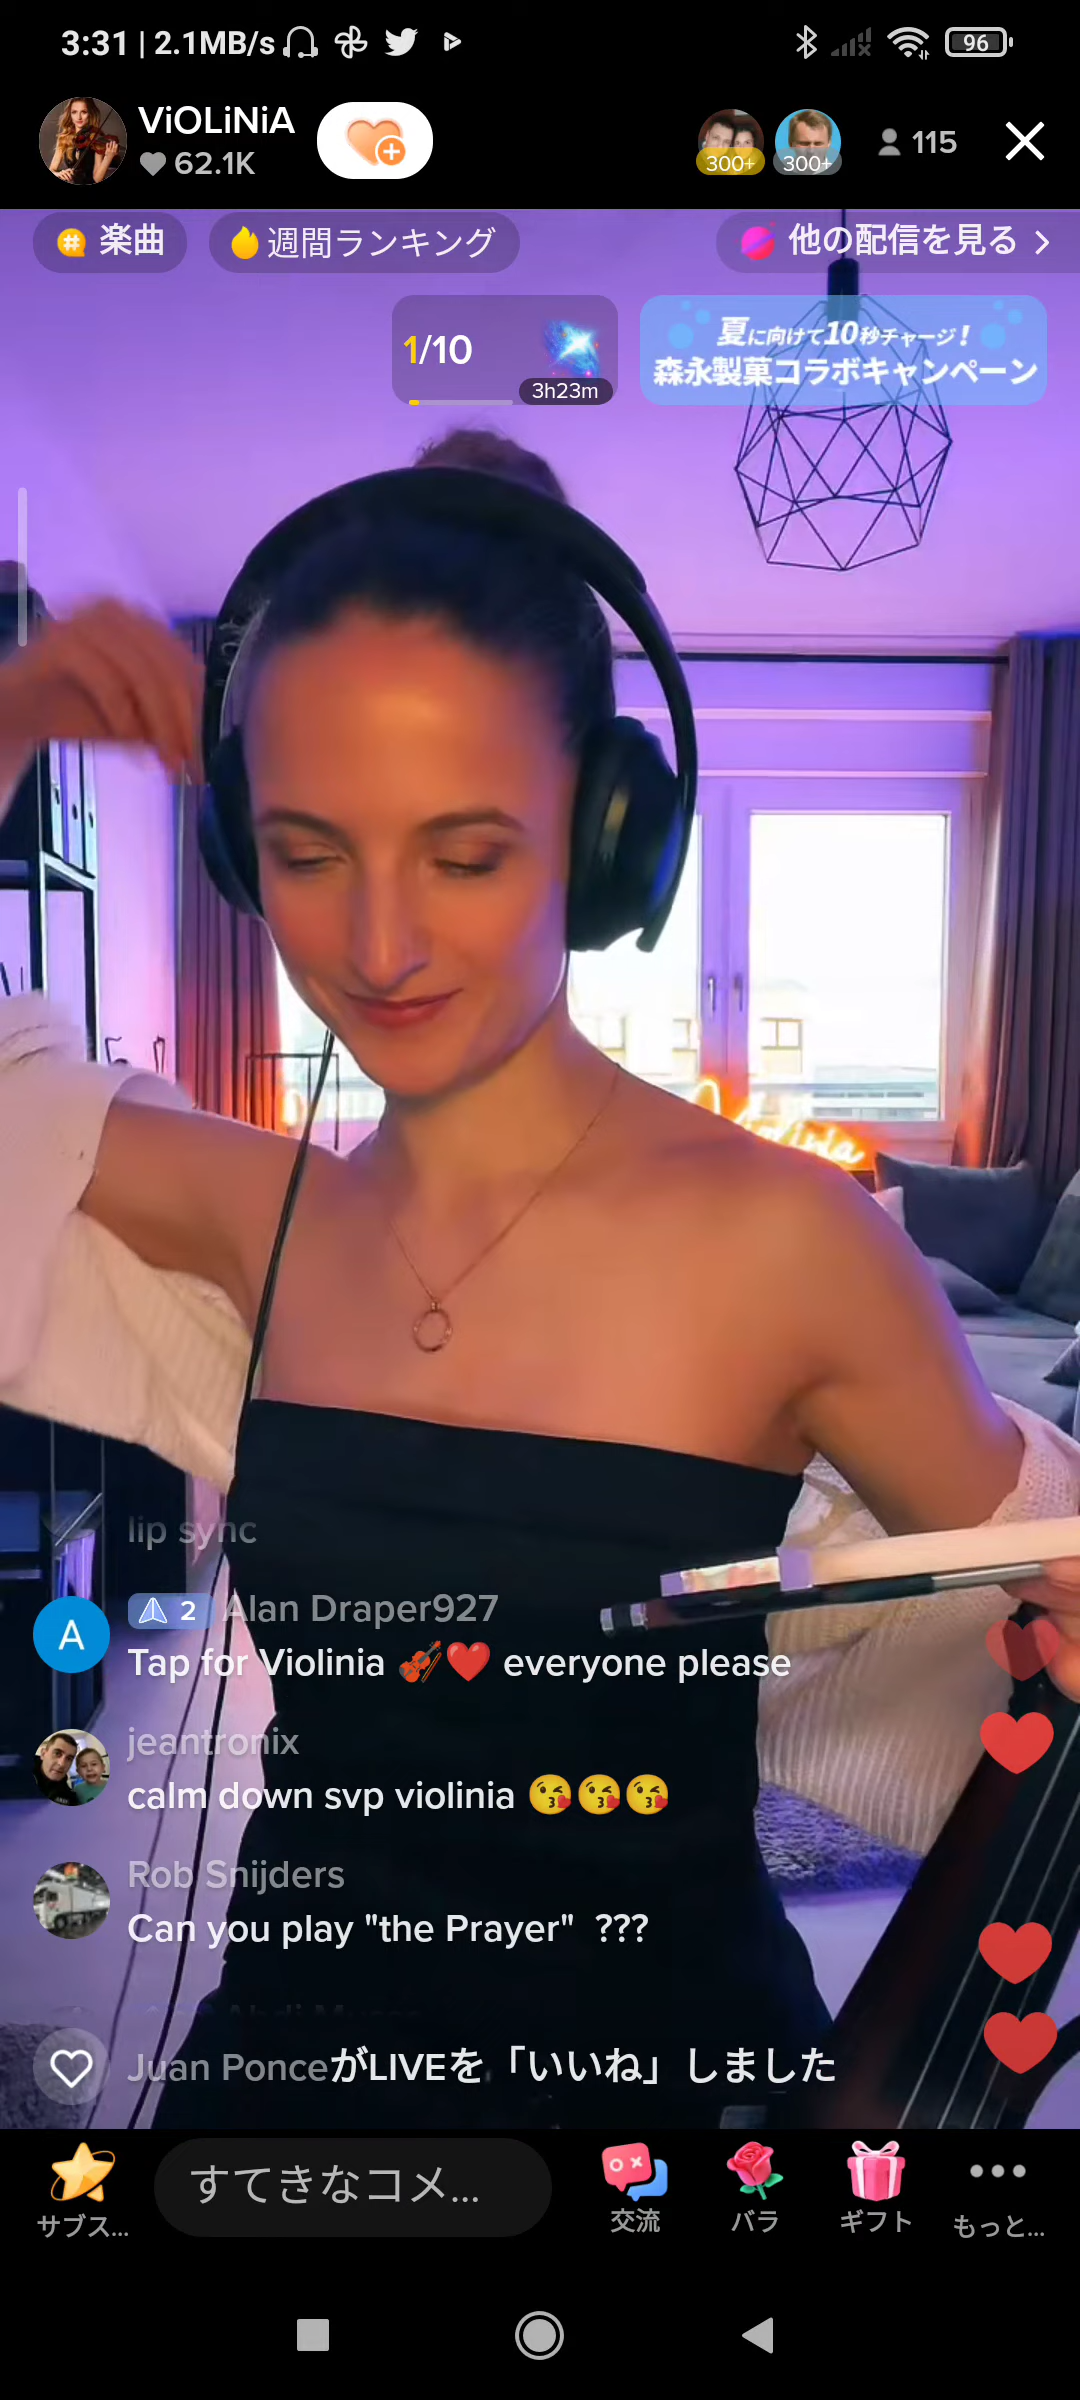 3:31 | 2.1MB/s
96
ViOLiNiA
62.1K
300+
300+
115
楽曲
週間ランキング
他の配信を見る
1/10
3h23m
夏に向けて10秒チャージ！
森永製菓コラボキャンペーン
Violinia
lip sync
A
2 Alan Draper927
Tap for Violinia 🎻❤️ everyone please
jeantronix
calm down svp violinia 😘😘😘
Rob Snijders
Can you play "the Prayer" ???
Juan PonceがLIVEを「いいね」しました
サブス...
すてきなコメ...
交流
バラ
ギフト
もっと...